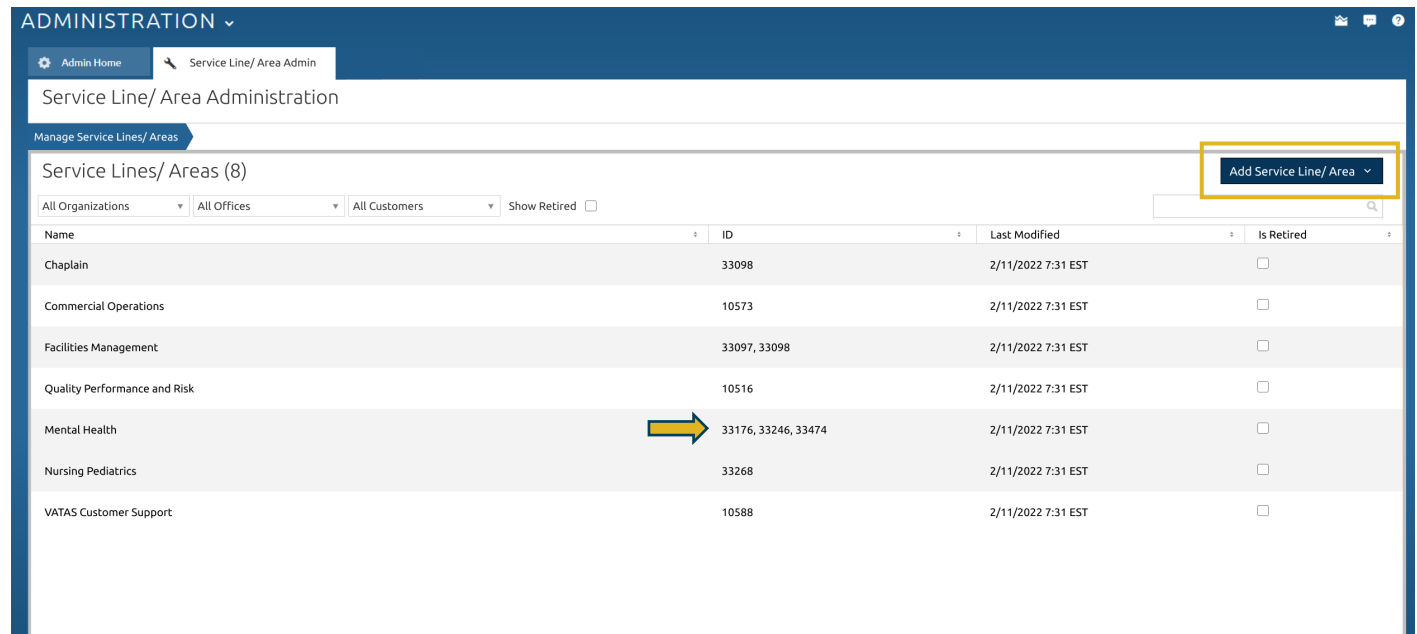 ADMINISTRATION
Admin Home Service Line/ Area Admin
Service Line/ Area Administration
Manage Service Lines/ Areas
Service Lines/ Areas (8) Add Service Line/ Area
All Organizations All Offices All Customers Show Retired
Name ID Last Modified Is Retired
Chaplain 33098 2/11/2022 7:31 EST
Commercial Operations 10573 2/11/2022 7:31 EST
Facilities Management 33097, 33098 2/11/2022 7:31 EST
Quality Performance and Risk 10516 2/11/2022 7:31 EST
Mental Health 33176, 33246, 33474 2/11/2022 7:31 EST
Nursing Pediatrics 33268 2/11/2022 7:31 EST
VATAS Customer Support 10588 2/11/2022 7:31 EST